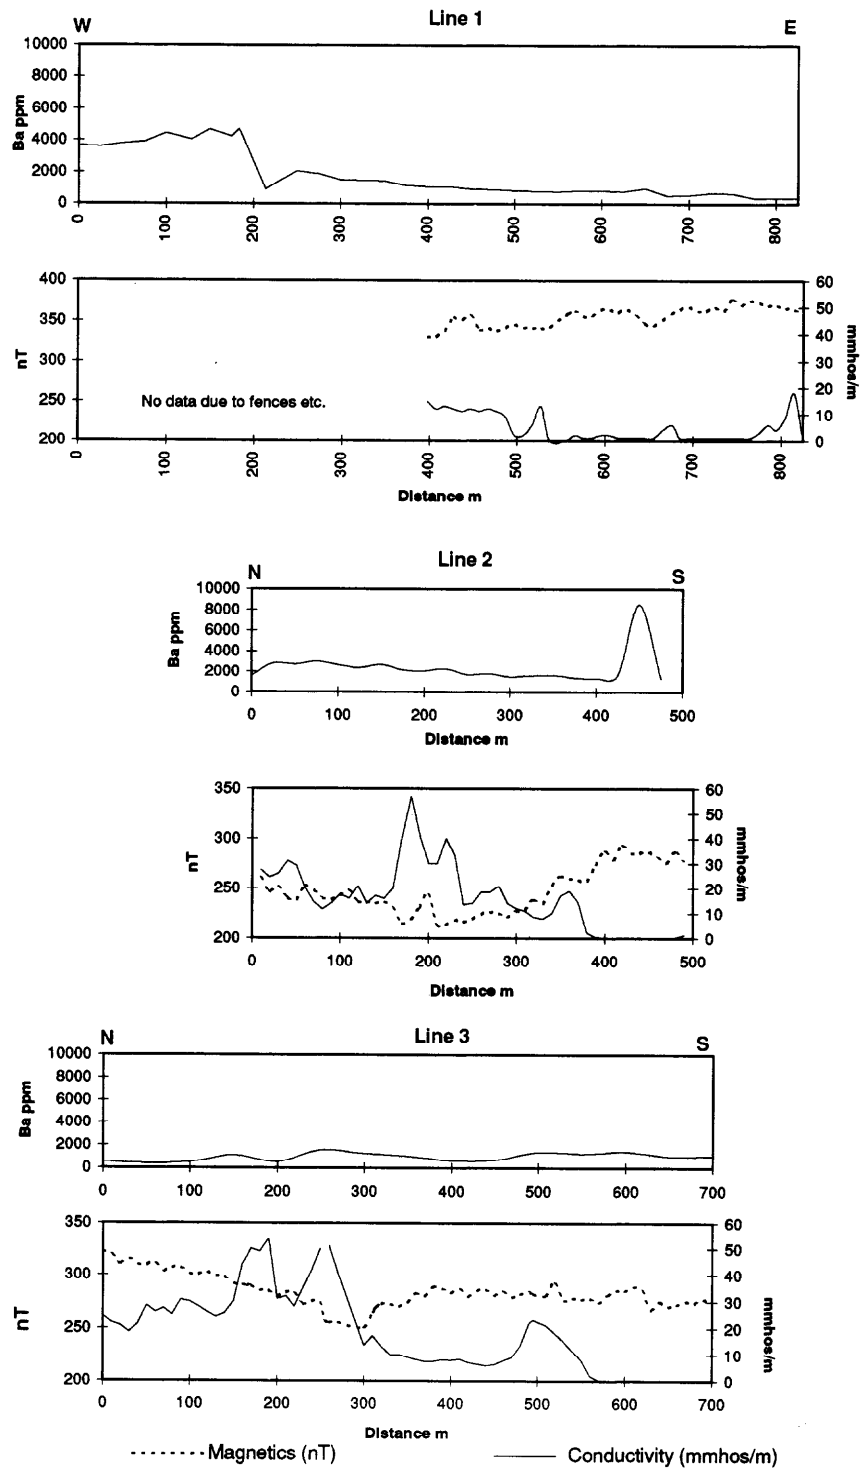 Line 1
W E
10000
8000
6000
4000
2000
0
Ba ppm
0 100 200 300 400 500 600 700 800
400
350
300
250
200
nT
No data due to fences etc.
60
50
40
30
20
10
0
mmhos/m
0 100 200 300 400 500 600 700 800
Distance m
Line 2
N S
10000
8000
6000
4000
2000
0
Ba ppm
0 100 200 300 400 500
Distance m
350
300
250
200
nT
60
50
40
30
20
10
0
mmhos/m
0 100 200 300 400 500
Distance m
N Line 3 S
10000
8000
6000
4000
2000
0
Ba ppm
0 100 200 300 400 500 600 700
350
300
250
200
nT
60
50
40
30
20
10
0
mmhos/m
0 100 200 300 400 500 600 700
Distance m
Magnetics (nT) Conductivity (mmhos/m)